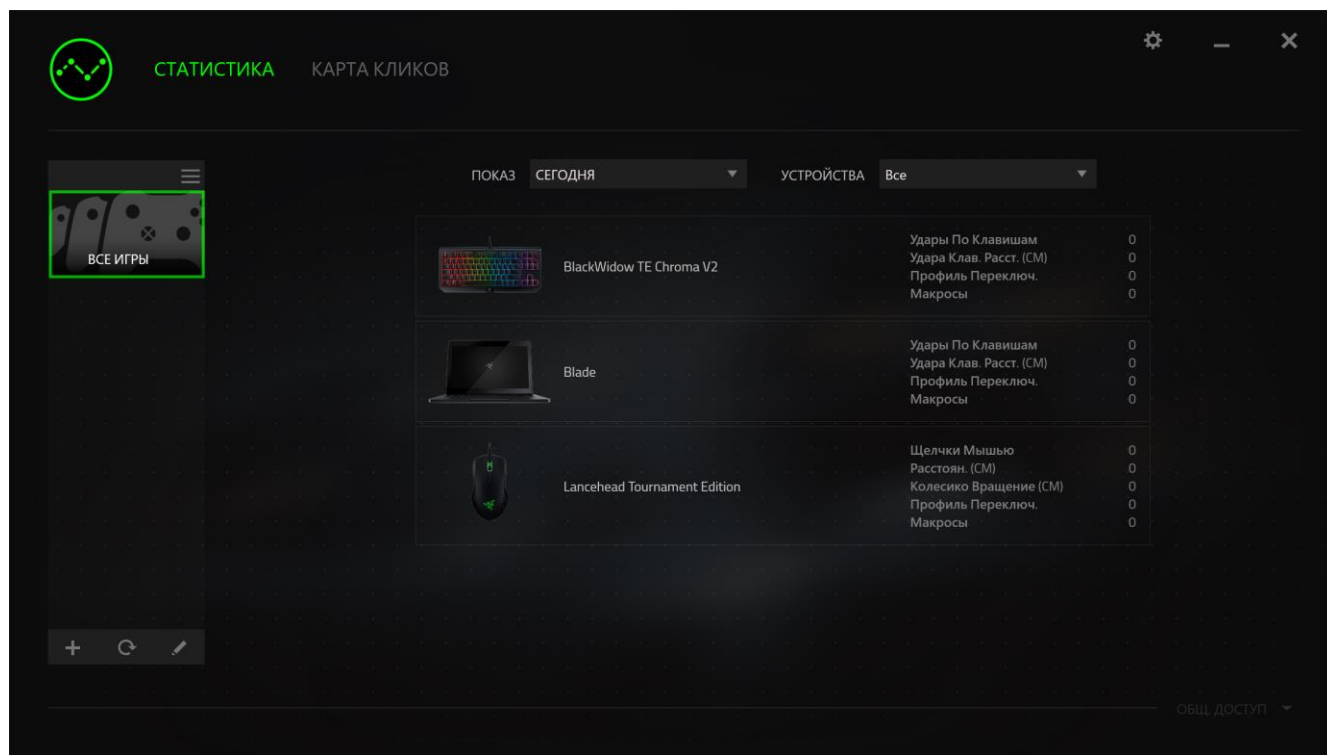 СТАТИСТИКА КАРТА КЛИКОВ
ПОКАЗ СЕГОДНЯ УСТРОЙСТВА Все
ВСЕ ИГРЫ
BlackWidow TE Chroma V2
Удары По Клавишам 0
Удара Клав. Расст. (СМ) 0
Профиль Переключ. 0
Макросы 0
Blade
Удары По Клавишам 0
Удара Клав. Расст. (СМ) 0
Профиль Переключ. 0
Макросы 0
Lancehead Tournament Edition
Щелчки Мышью 0
Расстоян. (СМ) 0
Колесико Вращение (СМ) 0
Профиль Переключ. 0
Макросы 0
ОБЩ. ДОСТУП